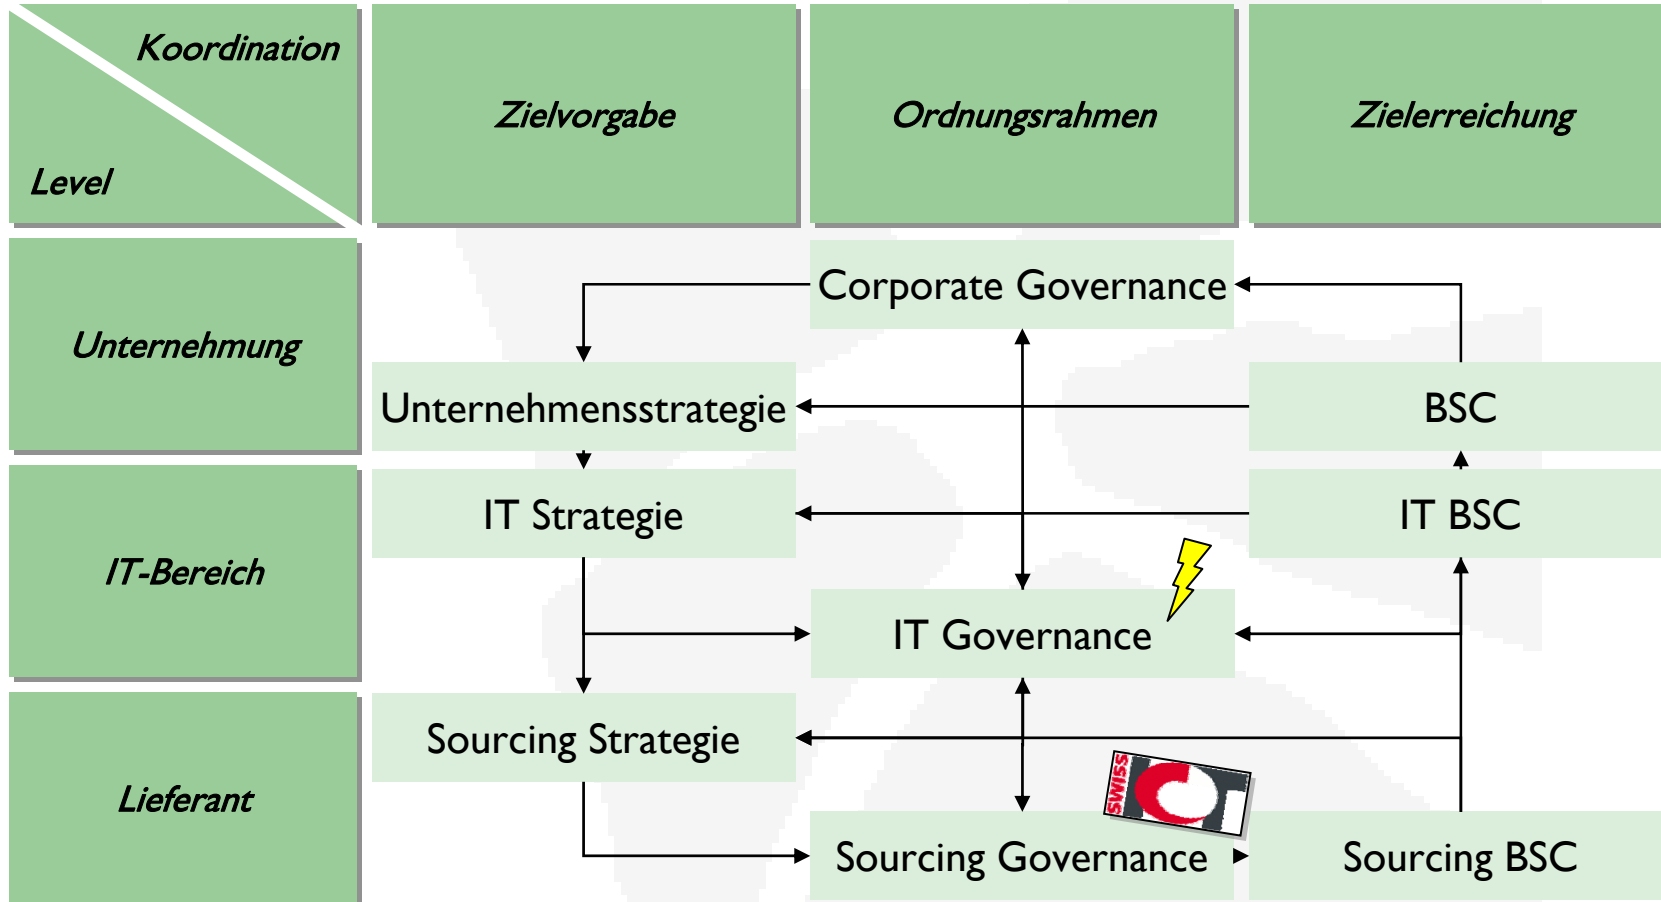 Koordination
Level
Zielvorgabe
Ordnungsrahmen
Zielerreichung
Unternehmung
Corporate Governance
Unternehmensstrategie
BSC
IT-Bereich
IT Strategie
IT BSC
IT Governance
Lieferant
Sourcing Strategie
SWISS
ICT
Sourcing Governance
Sourcing BSC